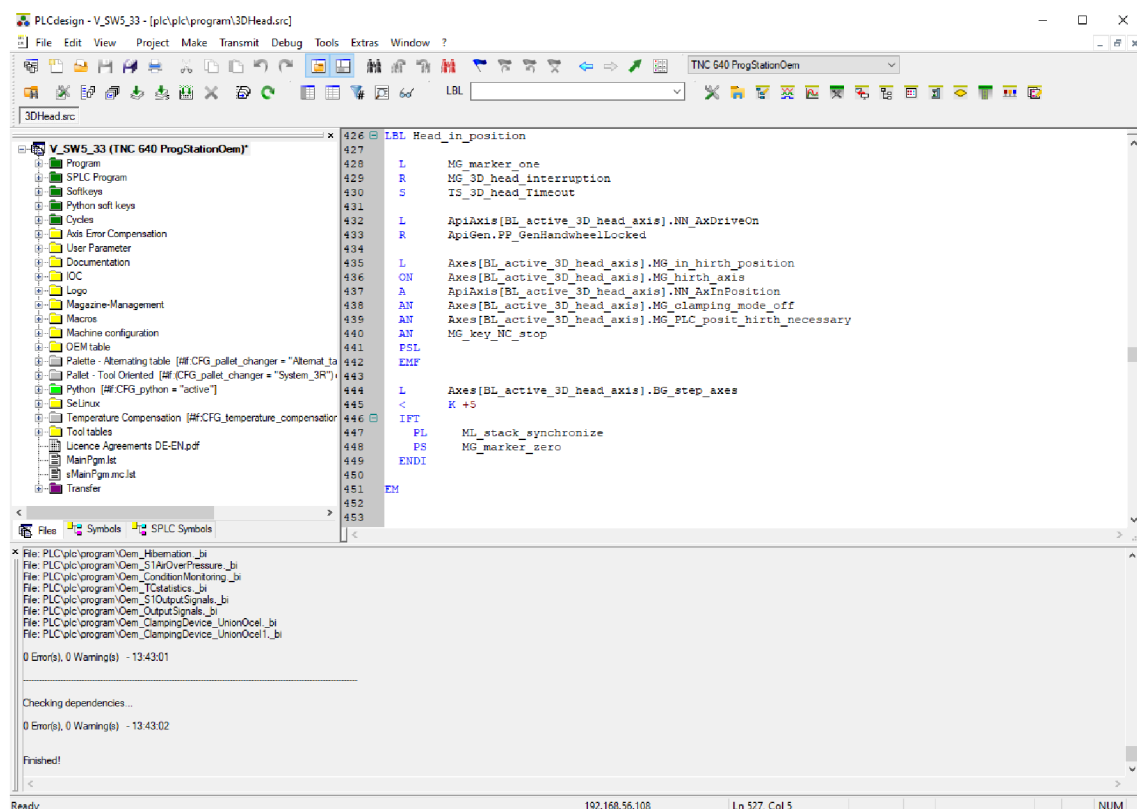 PLCdesign - V_SW5_33 - [plc\plc\program\3DHead.src]
File Edit View Project Make Transmit Debug Tools Extras Window ?
TNC 640 ProgStationOem
LBL
3DHead.src
V_SW5_33 (TNC 640 ProgStationOem)*
Program
SPLC Program
Softkeys
Python soft keys
Cycles
Axis Error Compensation
User Parameter
Documentation
IOC
Logo
Magazine-Management
Macros
Machine configuration
OEM table
Palette - Alternating table [#if:CFG_pallet_changer = "Alternat_ta
Pallet - Tool Oriented [#if:(CFG_pallet_changer = "System_3R")
Python [#if:CFG_python = "active"]
SeLinux
Temperature Compensation [#if:CFG_temperature_compensation
Tool tables
Licence Agreements DE-EN.pdf
MainPgm.lst
sMainPgm.mc.lst
Transfer
Files Symbols SPLC Symbols
426 LBL Head_in_position
427
428 L MG_marker_one
429 R MG_3D_head_interruption
430 S TS_3D_head_Timeout
431
432 L ApiAxis[BL_active_3D_head_axis].NN_AxDriveOn
433 R ApiGen.PP_GenHandwheelLocked
434
435 L Axes[BL_active_3D_head_axis].MG_in_hirth_position
436 ON Axes[BL_active_3D_head_axis].MG_hirth_axis
437 A ApiAxis[BL_active_3D_head_axis].NN_AxInPosition
438 AN Axes[BL_active_3D_head_axis].MG_clamping_mode_off
439 AN Axes[BL_active_3D_head_axis].MG_PLC_posit_hirth_necessary
440 AN MG_key_NC_stop
441 PSL
442 EMF
443
444 L Axes[BL_active_3D_head_axis].BG_step_axes
445 < K +5
446 IFT
447 PL ML_stack_synchronize
448 PS MG_marker_zero
449 ENDI
450
451 EM
452
453
File: PLC\plc\program\Oem_Hibernation._bi
File: PLC\plc\program\Oem_S1AirOverPressure._bi
File: PLC\plc\program\Oem_ConditionMonitoring._bi
File: PLC\plc\program\Oem_TCstatistics._bi
File: PLC\plc\program\Oem_S1OutputSignals._bi
File: PLC\plc\program\Oem_OutputSignals._bi
File: PLC\plc\program\Oem_ClampingDevice_UnionOcel._bi
File: PLC\plc\program\Oem_ClampingDevice_UnionOcel1._bi
0 Error(s), 0 Warning(s) - 13:43:01
Checking dependencies...
0 Error(s), 0 Warning(s) - 13:43:02
Finished!
Ready 192.168.56.108 Ln 527, Col 5 NUM